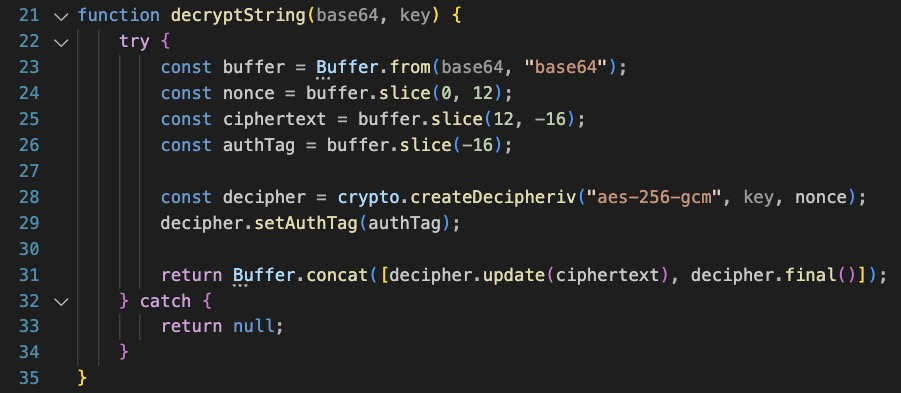 21 function decryptString(base64, key) {
22 try {
23 const buffer = Buffer.from(base64, "base64");
24 const nonce = buffer.slice(0, 12);
25 const ciphertext = buffer.slice(12, -16);
26 const authTag = buffer.slice(-16);
27
28 const decipher = crypto.createDecipheriv("aes-256-gcm", key, nonce);
29 decipher.setAuthTag(authTag);
30
31 return Buffer.concat([decipher.update(ciphertext), decipher.final()]);
32 } catch {
33 return null;
34 }
35 }